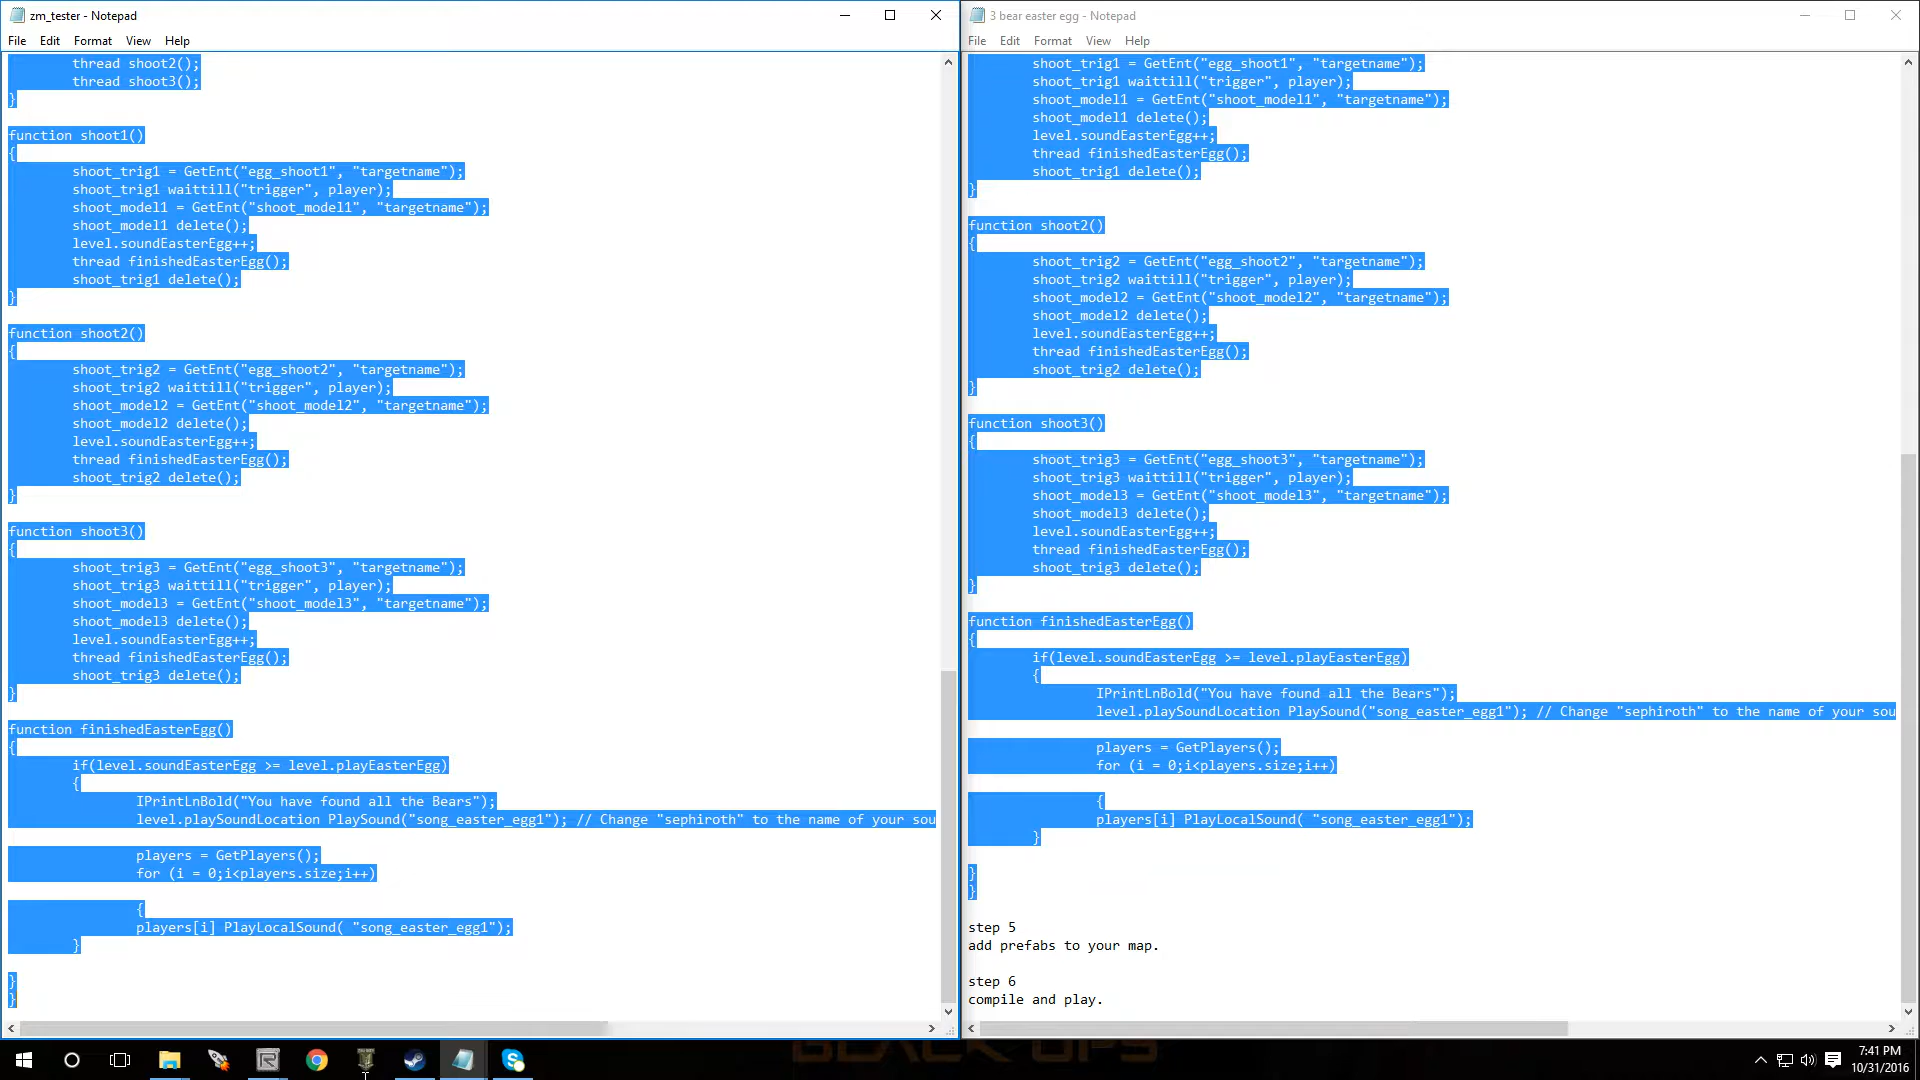 zm_tester - Notepad
File Edit Format View Help
thread shoot2();
thread shoot3();
}
function shoot1()
{
shoot_trig1 = GetEnt("egg_shoot1", "targetname");
shoot_trig1 waittill("trigger", player);
shoot_model1 = GetEnt("shoot_model1", "targetname");
shoot_model1 delete();
level.soundEasterEgg++;
thread finishedEasterEgg();
shoot_trig1 delete();
}
function shoot2()
{
shoot_trig2 = GetEnt("egg_shoot2", "targetname");
shoot_trig2 waittill("trigger", player);
shoot_model2 = GetEnt("shoot_model2", "targetname");
shoot_model2 delete();
level.soundEasterEgg++;
thread finishedEasterEgg();
shoot_trig2 delete();
}
function shoot3()
{
shoot_trig3 = GetEnt("egg_shoot3", "targetname");
shoot_trig3 waittill("trigger", player);
shoot_model3 = GetEnt("shoot_model3", "targetname");
shoot_model3 delete();
level.soundEasterEgg++;
thread finishedEasterEgg();
shoot_trig3 delete();
}
function finishedEasterEgg()
{
if(level.soundEasterEgg >= level.playEasterEgg)
{
IPrintLnBold("You have found all the Bears");
level.playSoundLocation PlaySound("song_easter_egg1"); // Change "sephiroth" to the name of your sou
players = GetPlayers();
for (i = 0;i<players.size;i++)
{
players[i] PlayLocalSound( "song_easter_egg1");
}
}
}
3 bear easter egg - Notepad
File Edit Format View Help
shoot_trig1 = GetEnt("egg_shoot1", "targetname");
shoot_trig1 waittill("trigger", player);
shoot_model1 = GetEnt("shoot_model1", "targetname");
shoot_model1 delete();
level.soundEasterEgg++;
thread finishedEasterEgg();
shoot_trig1 delete();
}
function shoot2()
{
shoot_trig2 = GetEnt("egg_shoot2", "targetname");
shoot_trig2 waittill("trigger", player);
shoot_model2 = GetEnt("shoot_model2", "targetname");
shoot_model2 delete();
level.soundEasterEgg++;
thread finishedEasterEgg();
shoot_trig2 delete();
}
function shoot3()
{
shoot_trig3 = GetEnt("egg_shoot3", "targetname");
shoot_trig3 waittill("trigger", player);
shoot_model3 = GetEnt("shoot_model3", "targetname");
shoot_model3 delete();
level.soundEasterEgg++;
thread finishedEasterEgg();
shoot_trig3 delete();
}
function finishedEasterEgg()
{
if(level.soundEasterEgg >= level.playEasterEgg)
{
IPrintLnBold("You have found all the Bears");
level.playSoundLocation PlaySound("song_easter_egg1"); // Change "sephiroth" to the name of your sou
players = GetPlayers();
for (i = 0;i<players.size;i++)
{
players[i] PlayLocalSound( "song_easter_egg1");
}
}
}
step 5
add prefabs to your map.
step 6
compile and play.
BLACK OPS
7:41 PM
10/31/2016